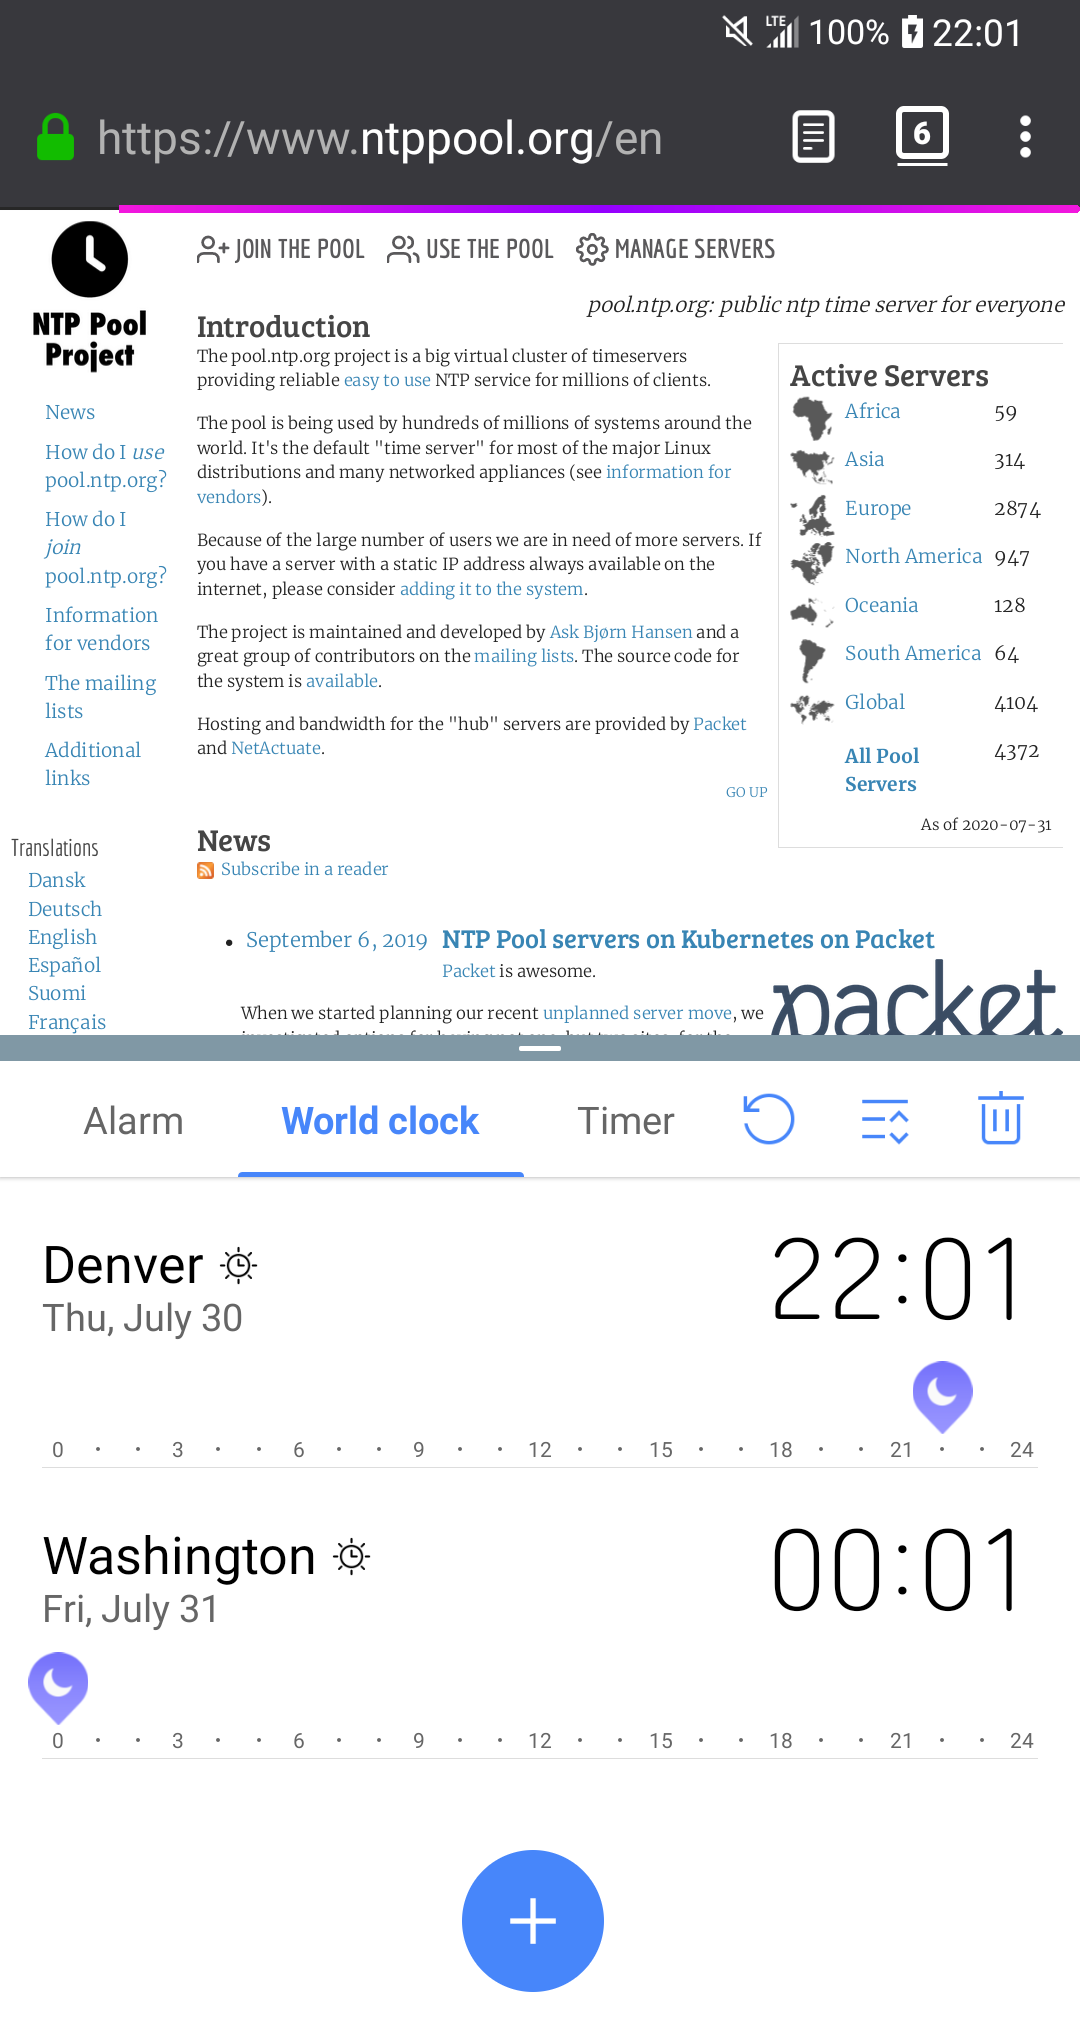 LTE 100% 22:01
https://www.ntppool.org/en
6
NTP Pool
Project
JOIN THE POOL USE THE POOL MANAGE SERVERS
pool.ntp.org: public ntp time server for everyone
News
How do I use
pool.ntp.org?
How do I
join
pool.ntp.org?
Information
for vendors
The mailing
lists
Additional
links
Translations
Dansk
Deutsch
English
Español
Suomi
Français
Introduction
The pool.ntp.org project is a big virtual cluster of timeservers
providing reliable easy to use NTP service for millions of clients.
The pool is being used by hundreds of millions of systems around the
world. It's the default "time server" for most of the major Linux
distributions and many networked appliances (see information for
vendors).
Because of the large number of users we are in need of more servers. If
you have a server with a static IP address always available on the
internet, please consider adding it to the system.
The project is maintained and developed by Ask Bjørn Hansen and a
great group of contributors on the mailing lists. The source code for
the system is available.
Hosting and bandwidth for the "hub" servers are provided by Packet
and NetActuate.
GO UP
Active Servers
Africa 59
Asia 314
Europe 2874
North America 947
Oceania 128
South America 64
Global 4104
All Pool 4372
Servers
As of 2020-07-31
News
Subscribe in a reader
• September 6, 2019 NTP Pool servers on Kubernetes on Packet
Packet is awesome.
packet
When we started planning our recent unplanned server move, we
Alarm World clock Timer
Denver 22:01
Thu, July 30
0 · · 3 · · 6 · · 9 · · 12 · · 15 · · 18 · · 21 · · 24
Washington 00:01
Fri, July 31
0 · · 3 · · 6 · · 9 · · 12 · · 15 · · 18 · · 21 · · 24